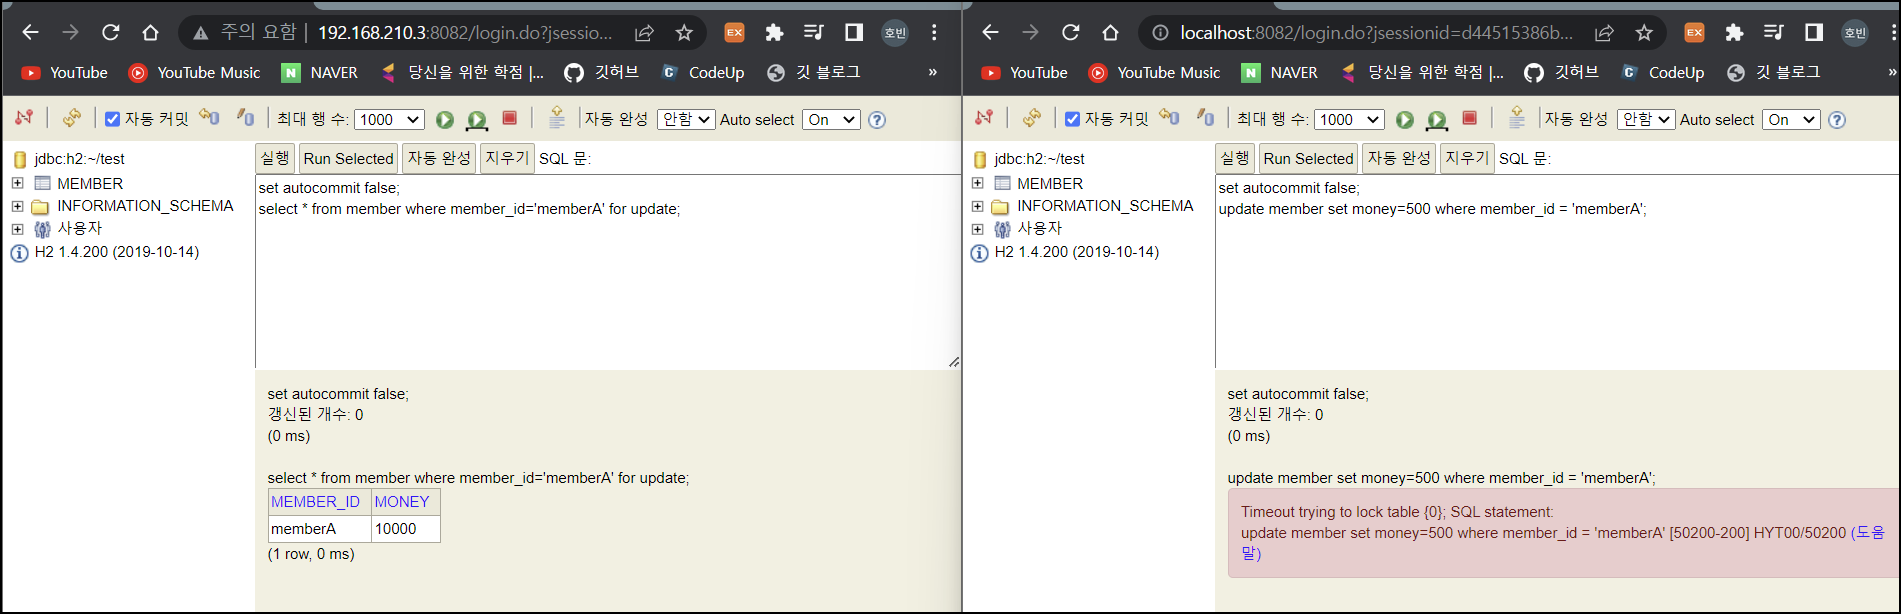 주의 요함 | 192.168.210.3:8082/login.do?jsessio...
호빈
YouTube YouTube Music NAVER 당신을 위한 학점 |... 깃허브 CodeUp 깃 블로그 »
자동 커밋 최대 행 수: 1000 자동 완성 안함 Auto select On
jdbc:h2:~/test
MEMBER
INFORMATION_SCHEMA
사용자
H2 1.4.200 (2019-10-14)
실행 Run Selected 자동 완성 지우기 SQL 문:
set autocommit false;
select * from member where member_id='memberA' for update;
set autocommit false;
갱신된 개수: 0
(0 ms)
select * from member where member_id='memberA' for update;
MEMBER_ID MONEY
memberA 10000
(1 row, 0 ms)
localhost:8082/login.do?jsessionid=d44515386b...
EX 호빈
YouTube YouTube Music NAVER 당신을 위한 학점 |... 깃허브 CodeUp 깃 블로그 »
자동 커밋 최대 행 수: 1000 자동 완성 안함 Auto select On
jdbc:h2:~/test
MEMBER
INFORMATION_SCHEMA
사용자
H2 1.4.200 (2019-10-14)
실행 Run Selected 자동 완성 지우기 SQL 문:
set autocommit false;
update member set money=500 where member_id = 'memberA';
set autocommit false;
갱신된 개수: 0
(0 ms)
update member set money=500 where member_id = 'memberA';
Timeout trying to lock table {0}; SQL statement:
update member set money=500 where member_id = 'memberA' [50200-200] HYT00/50200 (도움
말)